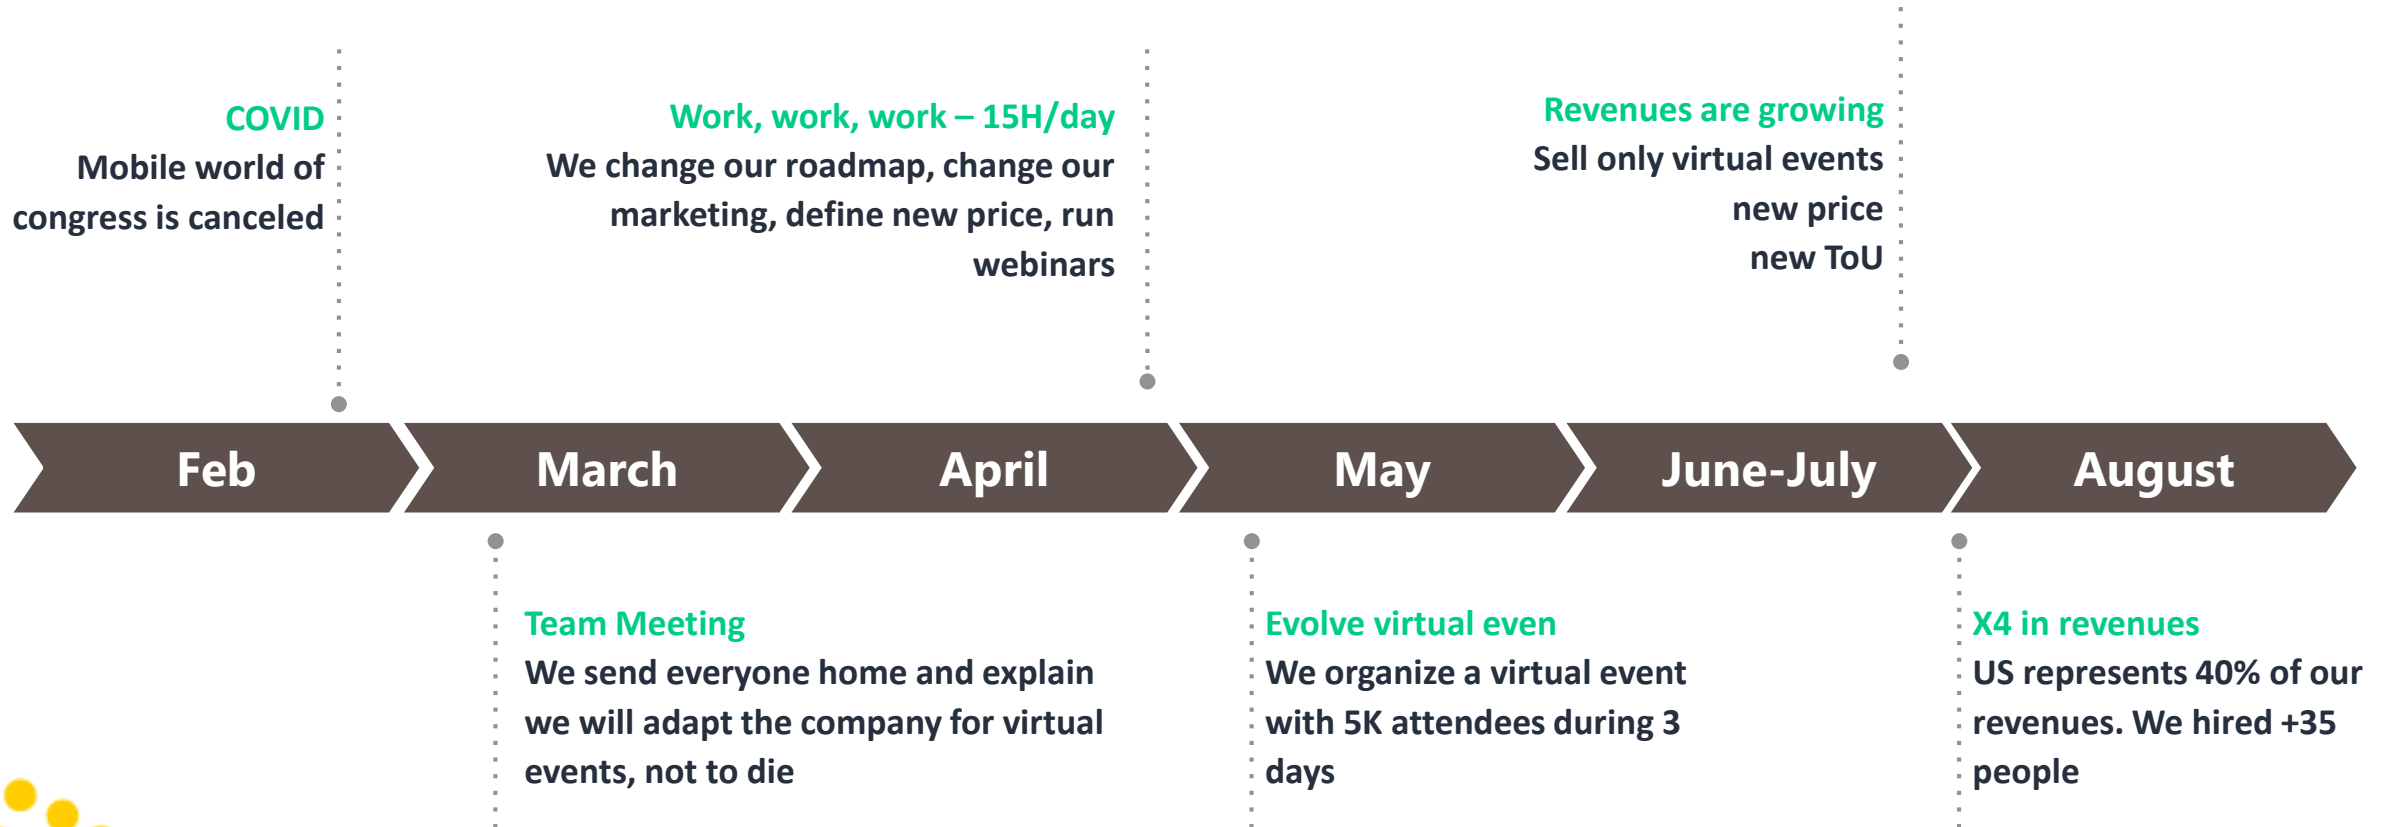 COVID
Mobile world of
congress is canceled
Work, work, work – 15H/day
We change our roadmap, change our
marketing, define new price, run
webinars
Revenues are growing
Sell only virtual events
new price
new ToU
Feb
March
April
May
June-July
August
Team Meeting
We send everyone home and explain
we will adapt the company for virtual
events, not to die
Evolve virtual even
We organize a virtual event
with 5K attendees during 3
days
X4 in revenues
US represents 40% of our
revenues. We hired +35
people